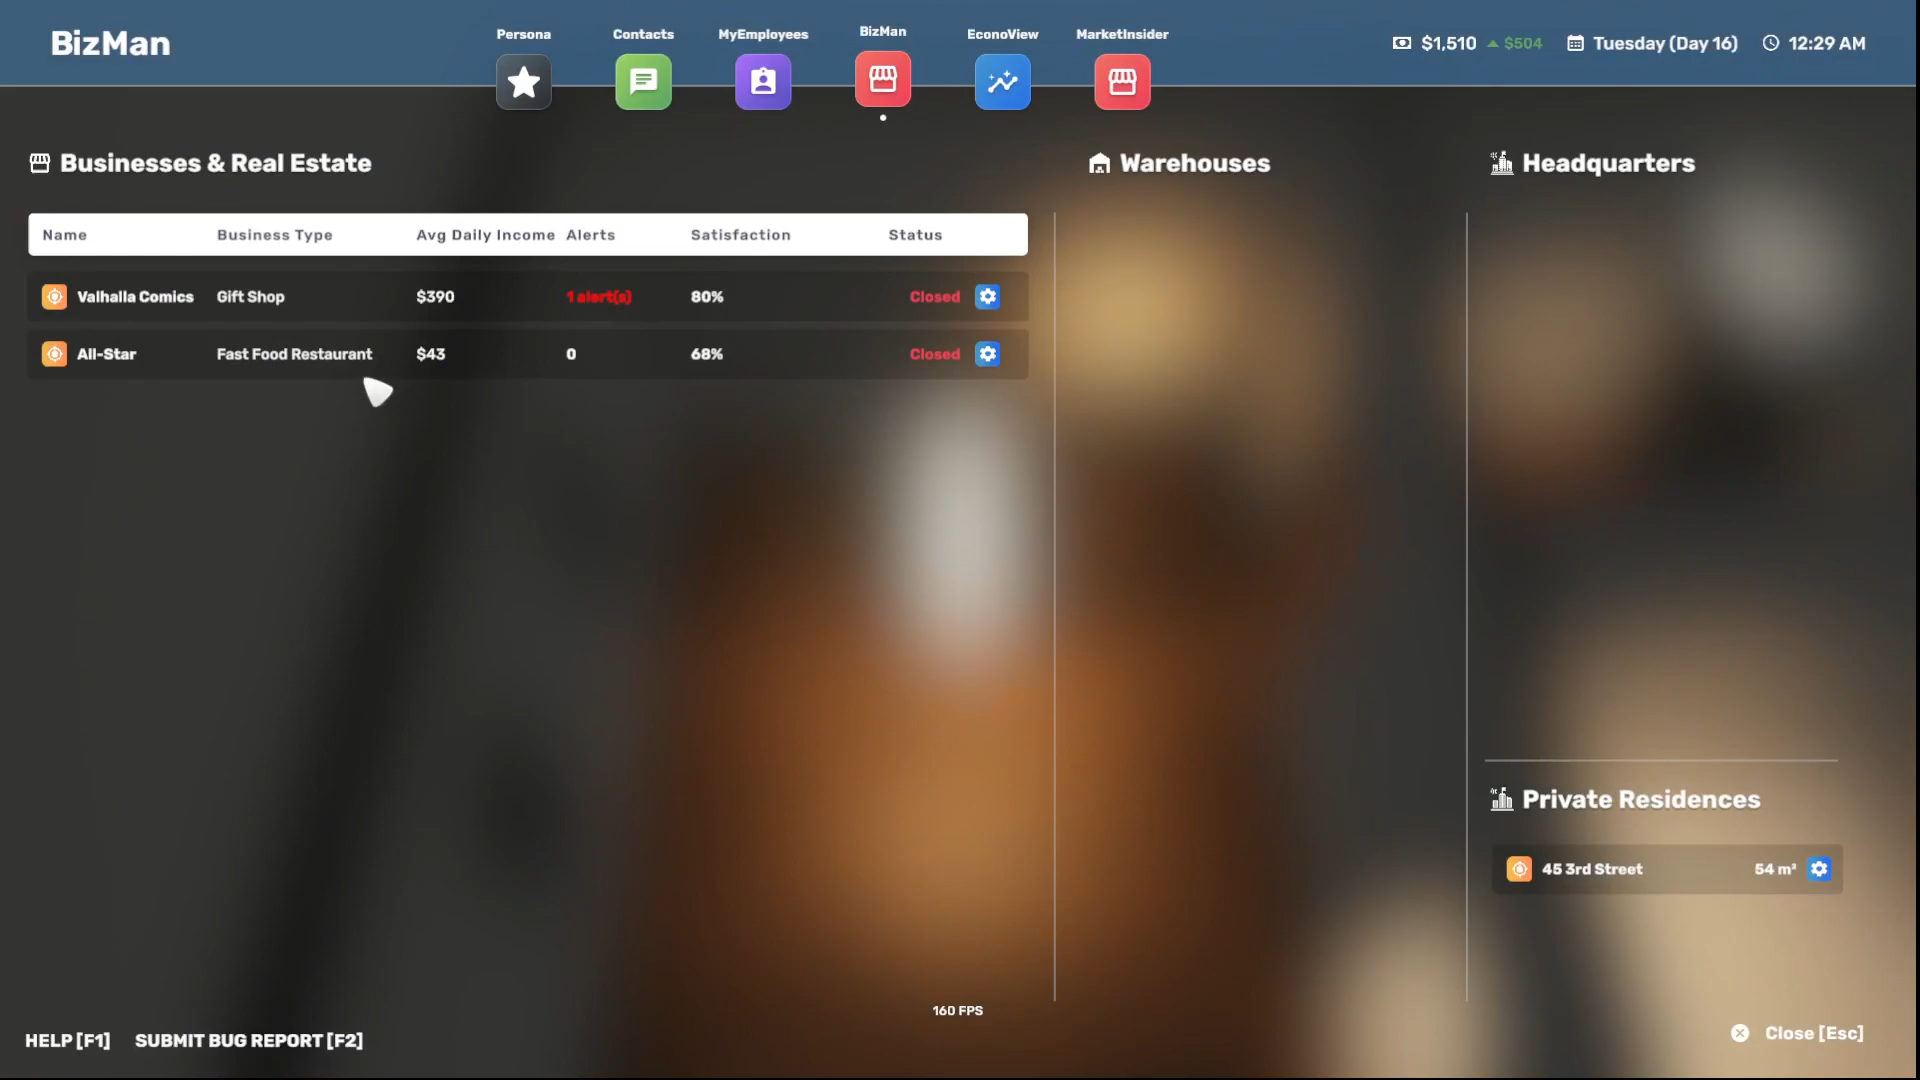 BizMan
Persona
Contacts
MyEmployees
BizMan
EconoView
MarketInsider
$1,510
$504
Tuesday (Day 16)
12:29 AM
Businesses & Real Estate
Name Business Type Avg Daily Income Alerts Satisfaction Status
Valhalla Comics Gift Shop $390 1 alert(s) 80% Closed
All-Star Fast Food Restaurant $43 0 68% Closed
Warehouses
Headquarters
Private Residences
45 3rd Street 54 m²
160 FPS
HELP [F1] SUBMIT BUG REPORT [F2]
Close [Esc]